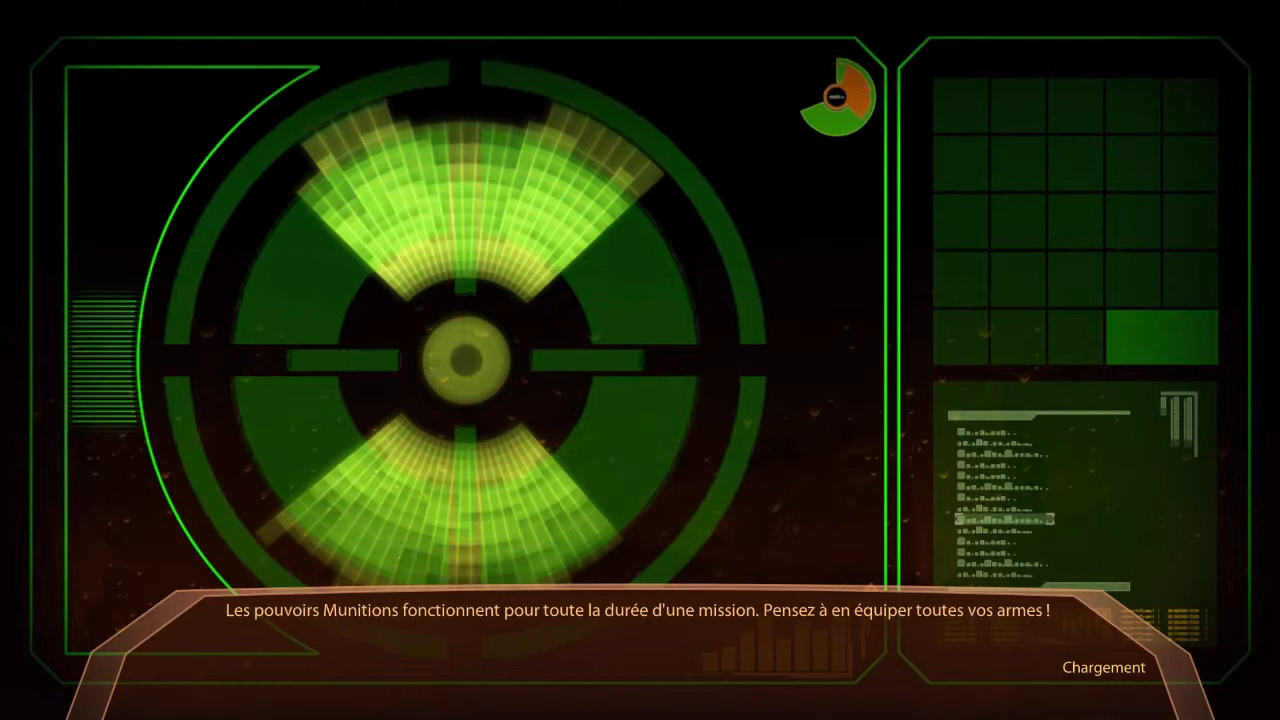 Les pouvoirs Munitions fonctionnent pour toute la durée d'une mission. Pensez à en équiper toutes vos armes !
Chargement